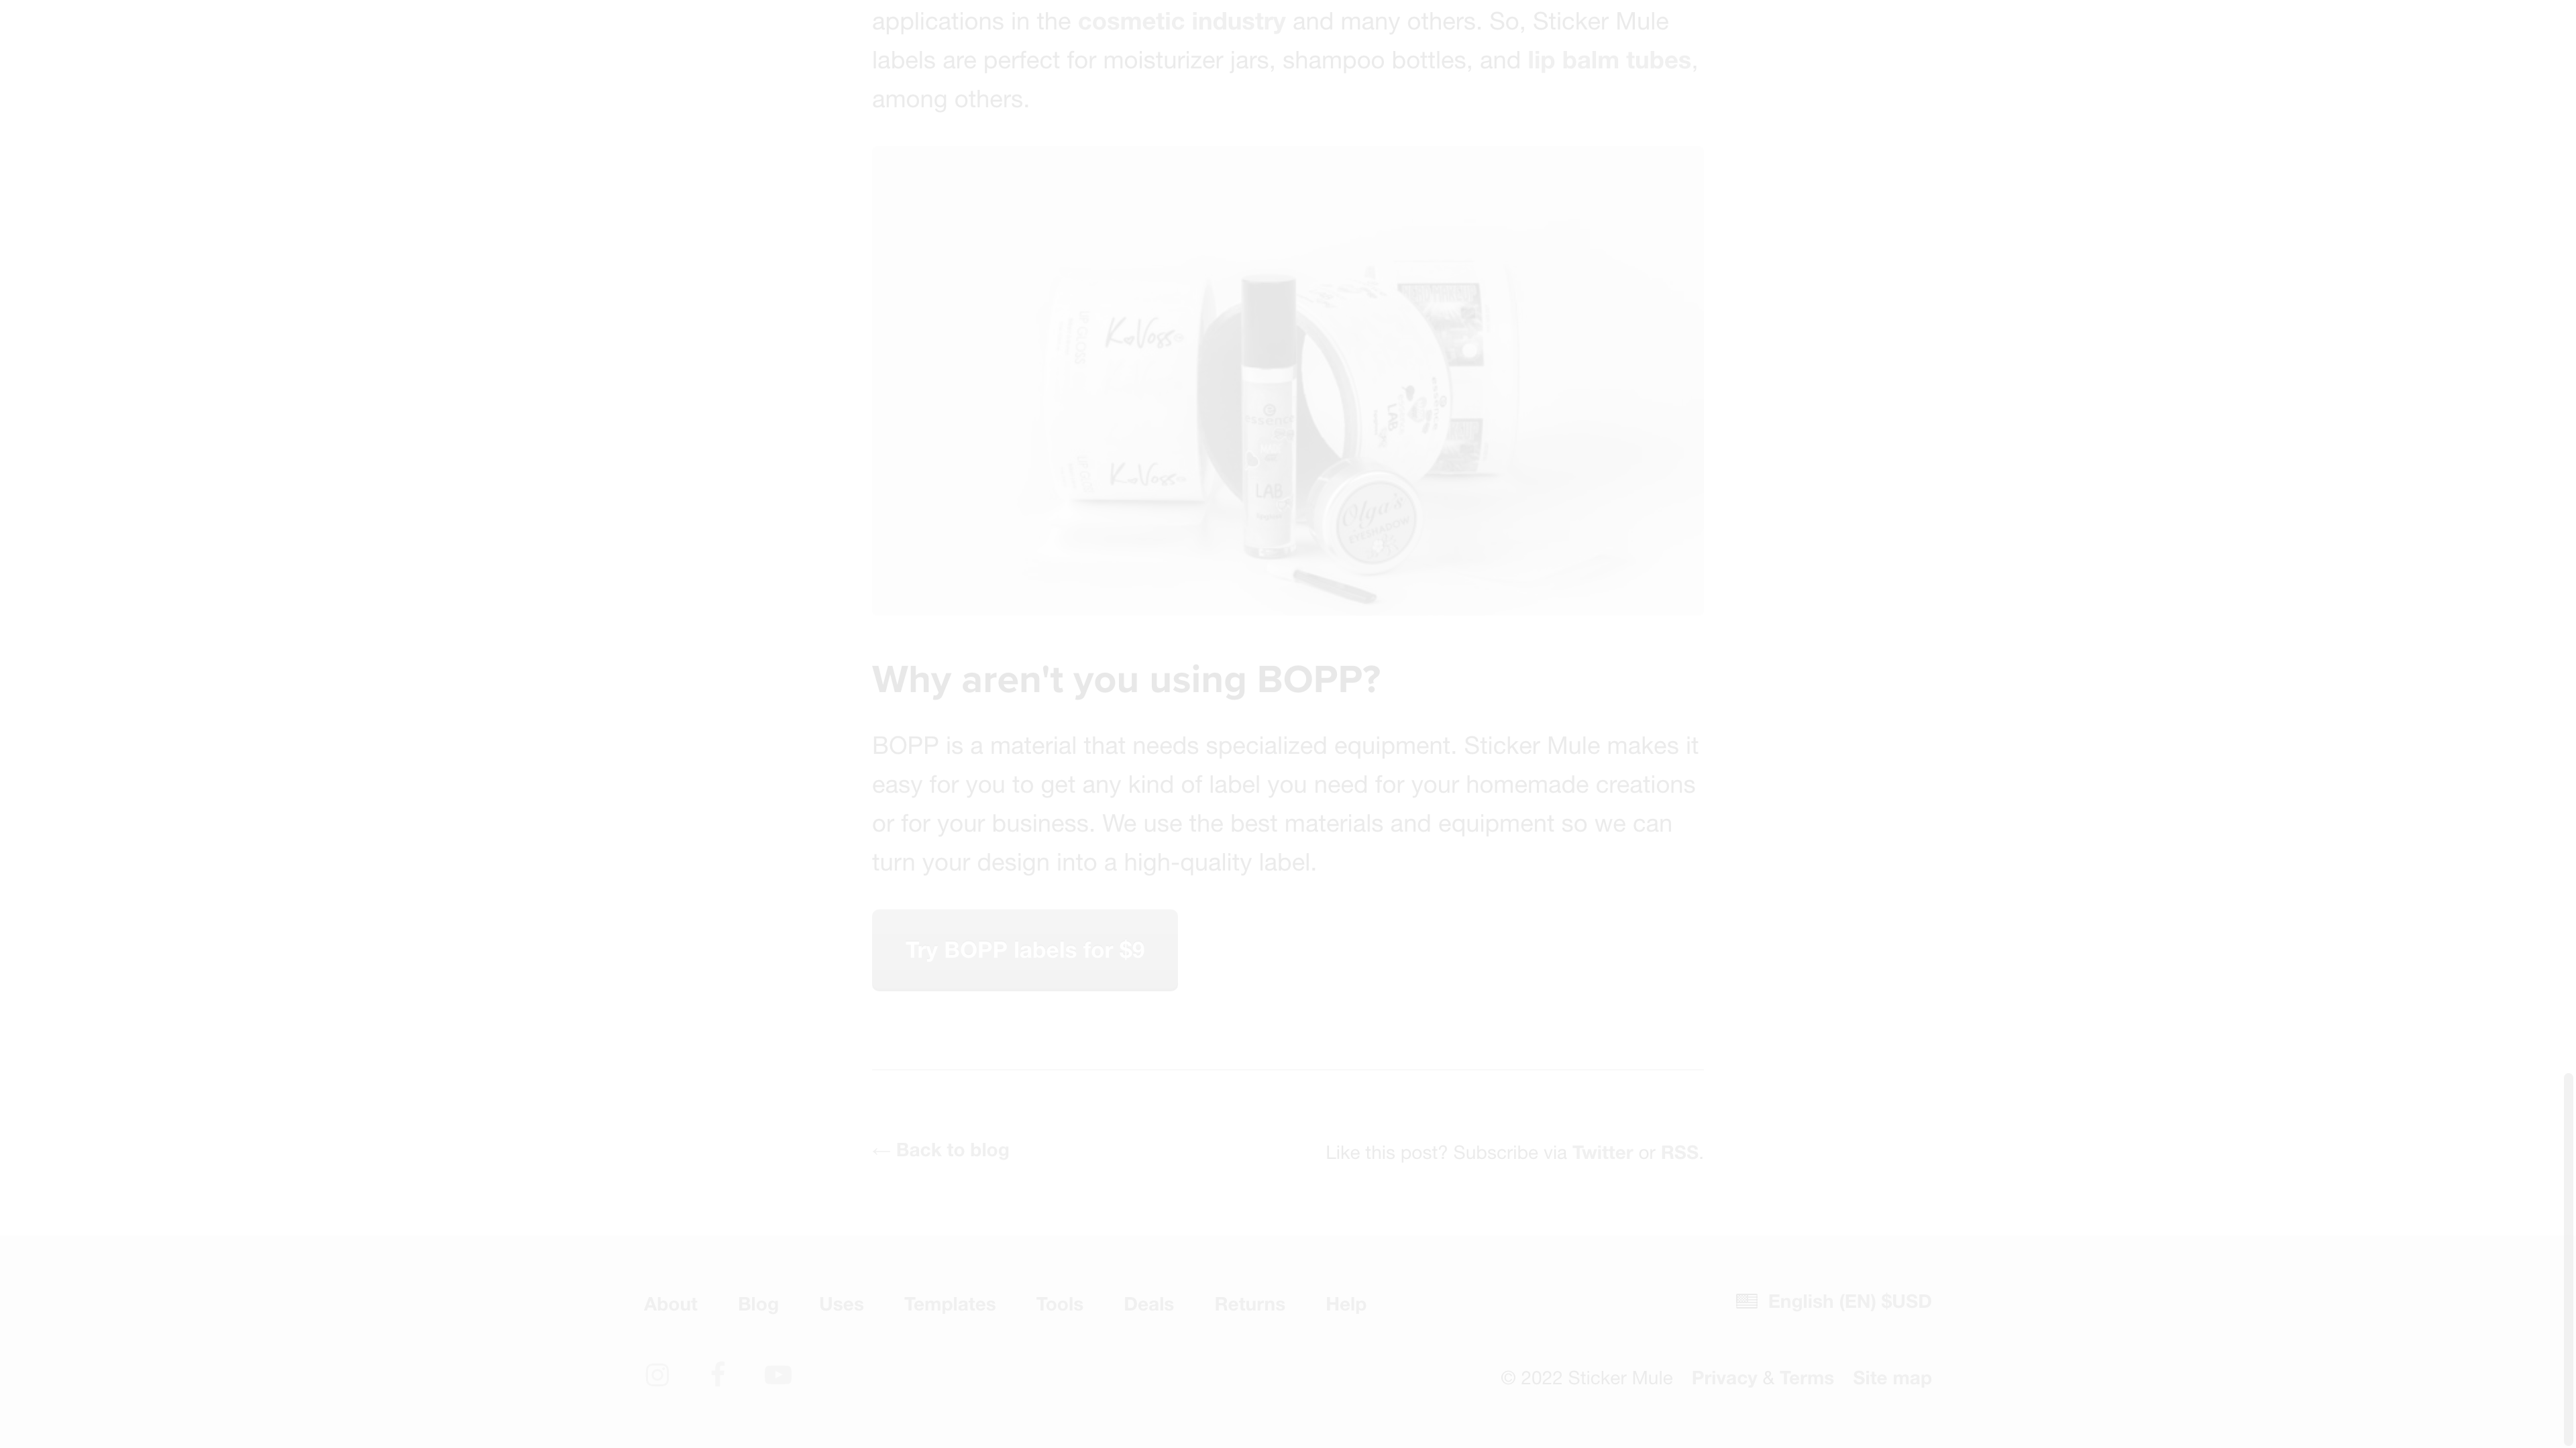 applications in the cosmetic industry and many others. So, Sticker Mule
labels are perfect for moisturizer jars, shampoo bottles, and lip balm tubes,
among others.
LIP GLOSS
KoVoss
KoVoss
essence
LAB
LAB
Olga's
EYESHADOW
Why aren't you using BOPP?
BOPP is a material that needs specialized equipment. Sticker Mule makes it
easy for you to get any kind of label you need for your homemade creations
or for your business. We use the best materials and equipment so we can
turn your design into a high-quality label.
Try BOPP labels for $9
← Back to blog
Like this post? Subscribe via Twitter or RSS.
About Blog Uses Templates Tools Deals Returns Help
English (EN) $USD
© 2022 Sticker Mule Privacy & Terms Site map